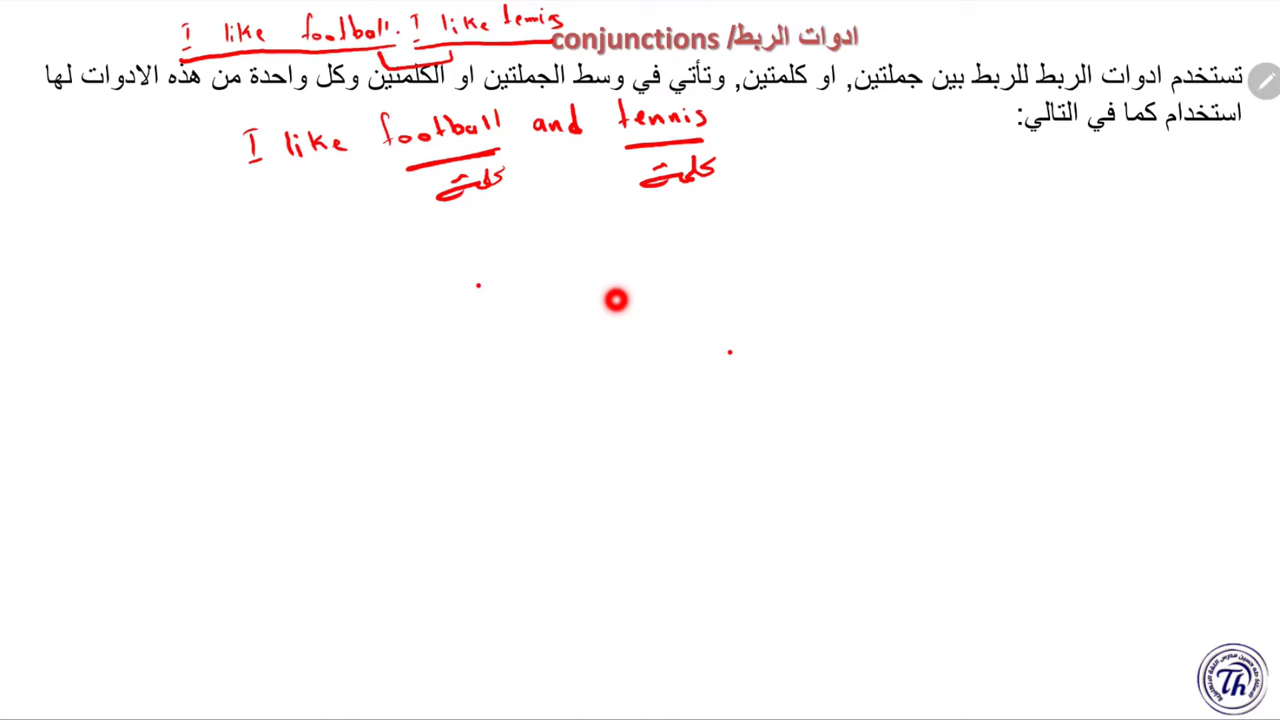 I like football. I like tennis
ادوات الربط/ conjunctions
تستخدم ادوات الربط للربط بين جملتين, او كلمتين, وتأتي في وسط الجملتين او الكلمتين وكل واحدة من هذه الادوات لها
استخدام كما في التالي:
I like football and tennis
كلمة كلمة
Th